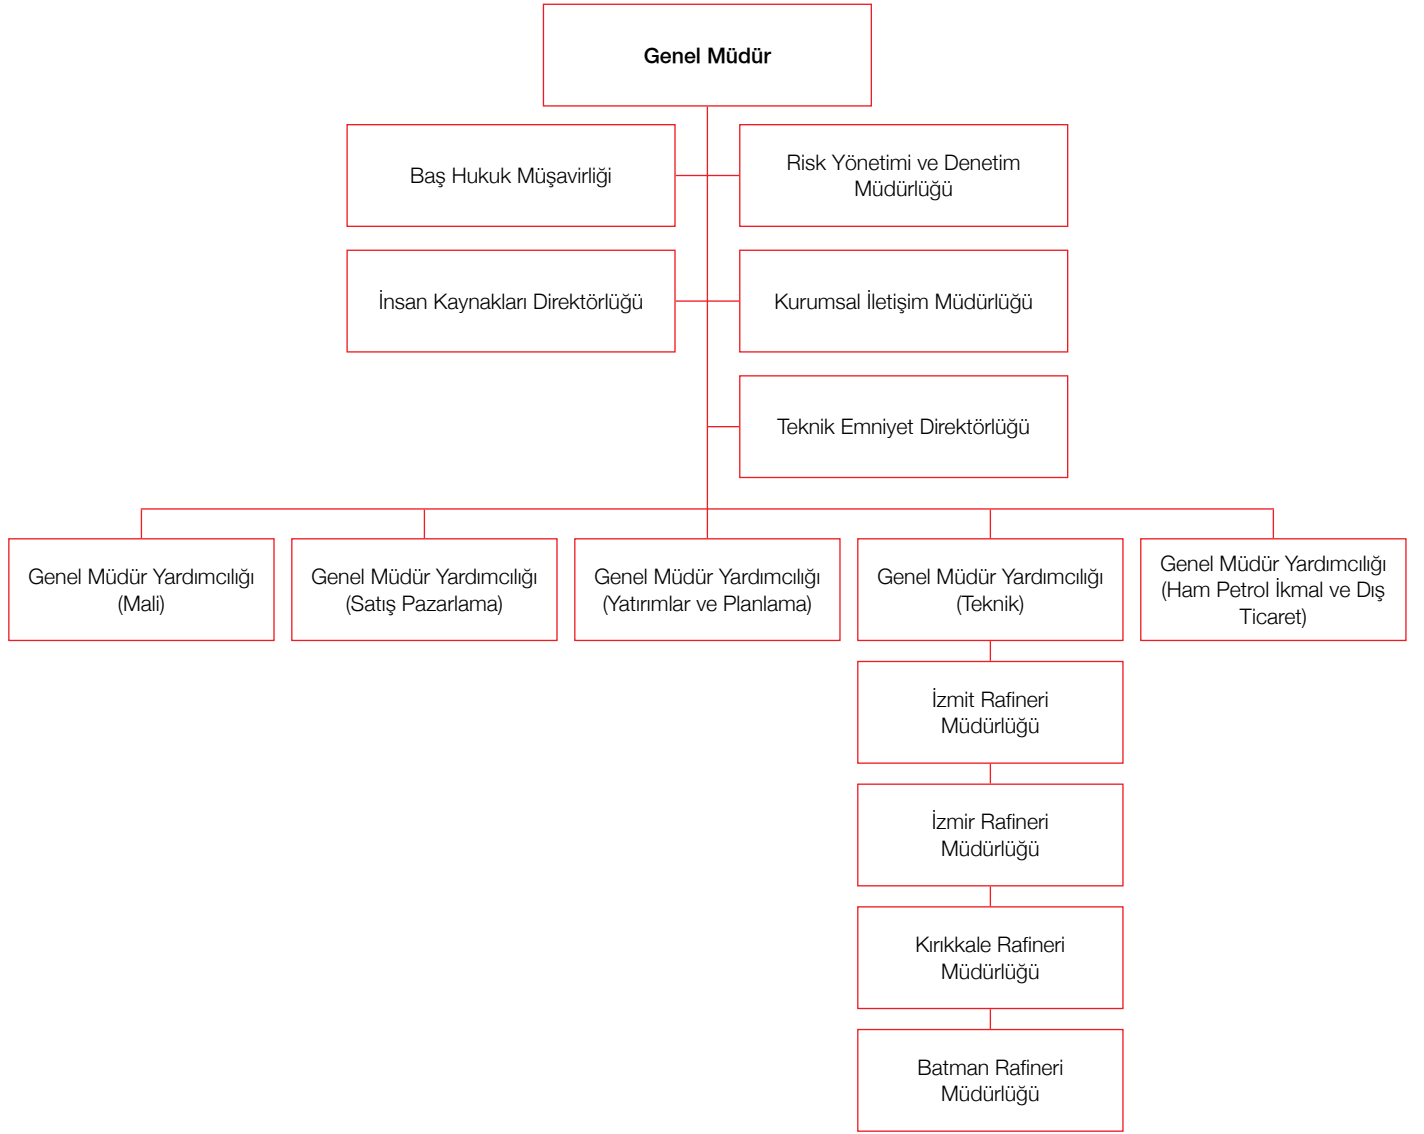 Genel Müdür
Baş Hukuk Müşavirliği
Risk Yönetimi ve Denetim
Müdürlüğü
İnsan Kaynakları Direktörlüğü
Kurumsal İletişim Müdürlüğü
Teknik Emniyet Direktörlüğü
Genel Müdür Yardımcılığı
(Mali)
Genel Müdür Yardımcılığı
(Satış Pazarlama)
Genel Müdür Yardımcılığı
(Yatırımlar ve Planlama)
Genel Müdür Yardımcılığı
(Teknik)
Genel Müdür Yardımcılığı
(Ham Petrol İkmal ve Dış
Ticaret)
İzmit Rafineri
Müdürlüğü
İzmir Rafineri
Müdürlüğü
Kırıkkale Rafineri
Müdürlüğü
Batman Rafineri
Müdürlüğü